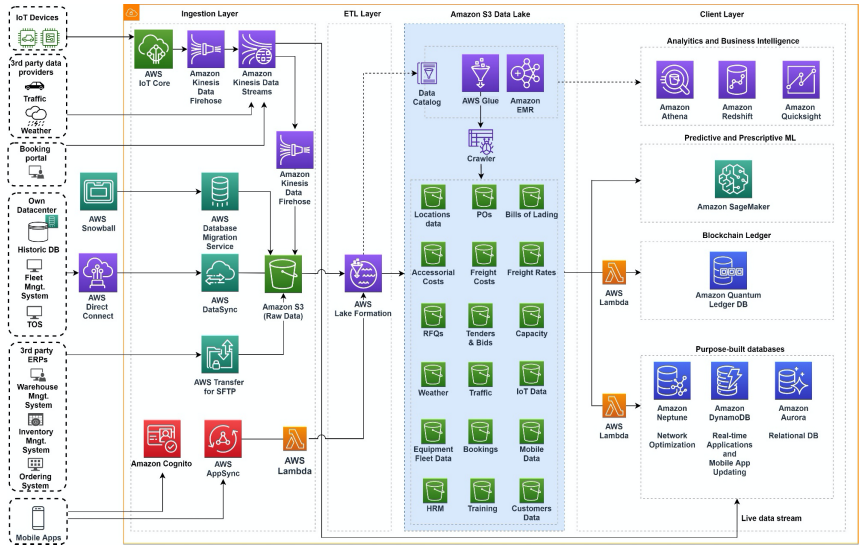 IoT Devices
3rd party data
providers
Traffic
Weather
Booking
portal
Own
Datacenter
Historic DB
Fleet
Mngt.
System
TOS
3rd party
ERPs
Warehouse
Mngt.
System
Inventory
Mngt.
System
Ordering
System
Mobile Apps
Ingestion Layer
AWS
IoT Core
Amazon
Kinesis
Data
Firehose
Amazon
Kinesis Data
Streams
Amazon
Kinesis
Data
Firehose
AWS
Snowball
AWS
Database
Migration
Service
AWS
Direct
Connect
AWS
DataSync
Amazon S3
(Raw Data)
AWS Transfer
for SFTP
Amazon Cognito
AWS
AppSync
AWS
Lambda
ETL Layer
AWS
Lake Formation
Amazon S3 Data Lake
Data
Catalog
AWS Glue
Amazon
EMR
Crawler
Locations
data
POs
Bills of Lading
Accessorial
Costs
Freight
Costs
Freight Rates
RFQs
Tenders
& Bids
Capacity
Weather
Traffic
IoT Data
Equipment
Fleet Data
Bookings
Mobile
Data
HRM
Training
Customers
Data
Client Layer
Analyitics and Business Intelligence
Amazon
Athena
Amazon
Redshift
Amazon
Quicksight
Predictive and Prescriptive ML
Amazon SageMaker
Blockchain Ledger
AWS
Lambda
Amazon Quantum
Ledger DB
Purpose-built databases
AWS
Lambda
Amazon
Neptune
Network
Optimization
Amazon
DynamoDB
Real-time
Applications
and
Mobile App
Updating
Amazon
Aurora
Relational DB
Live data stream